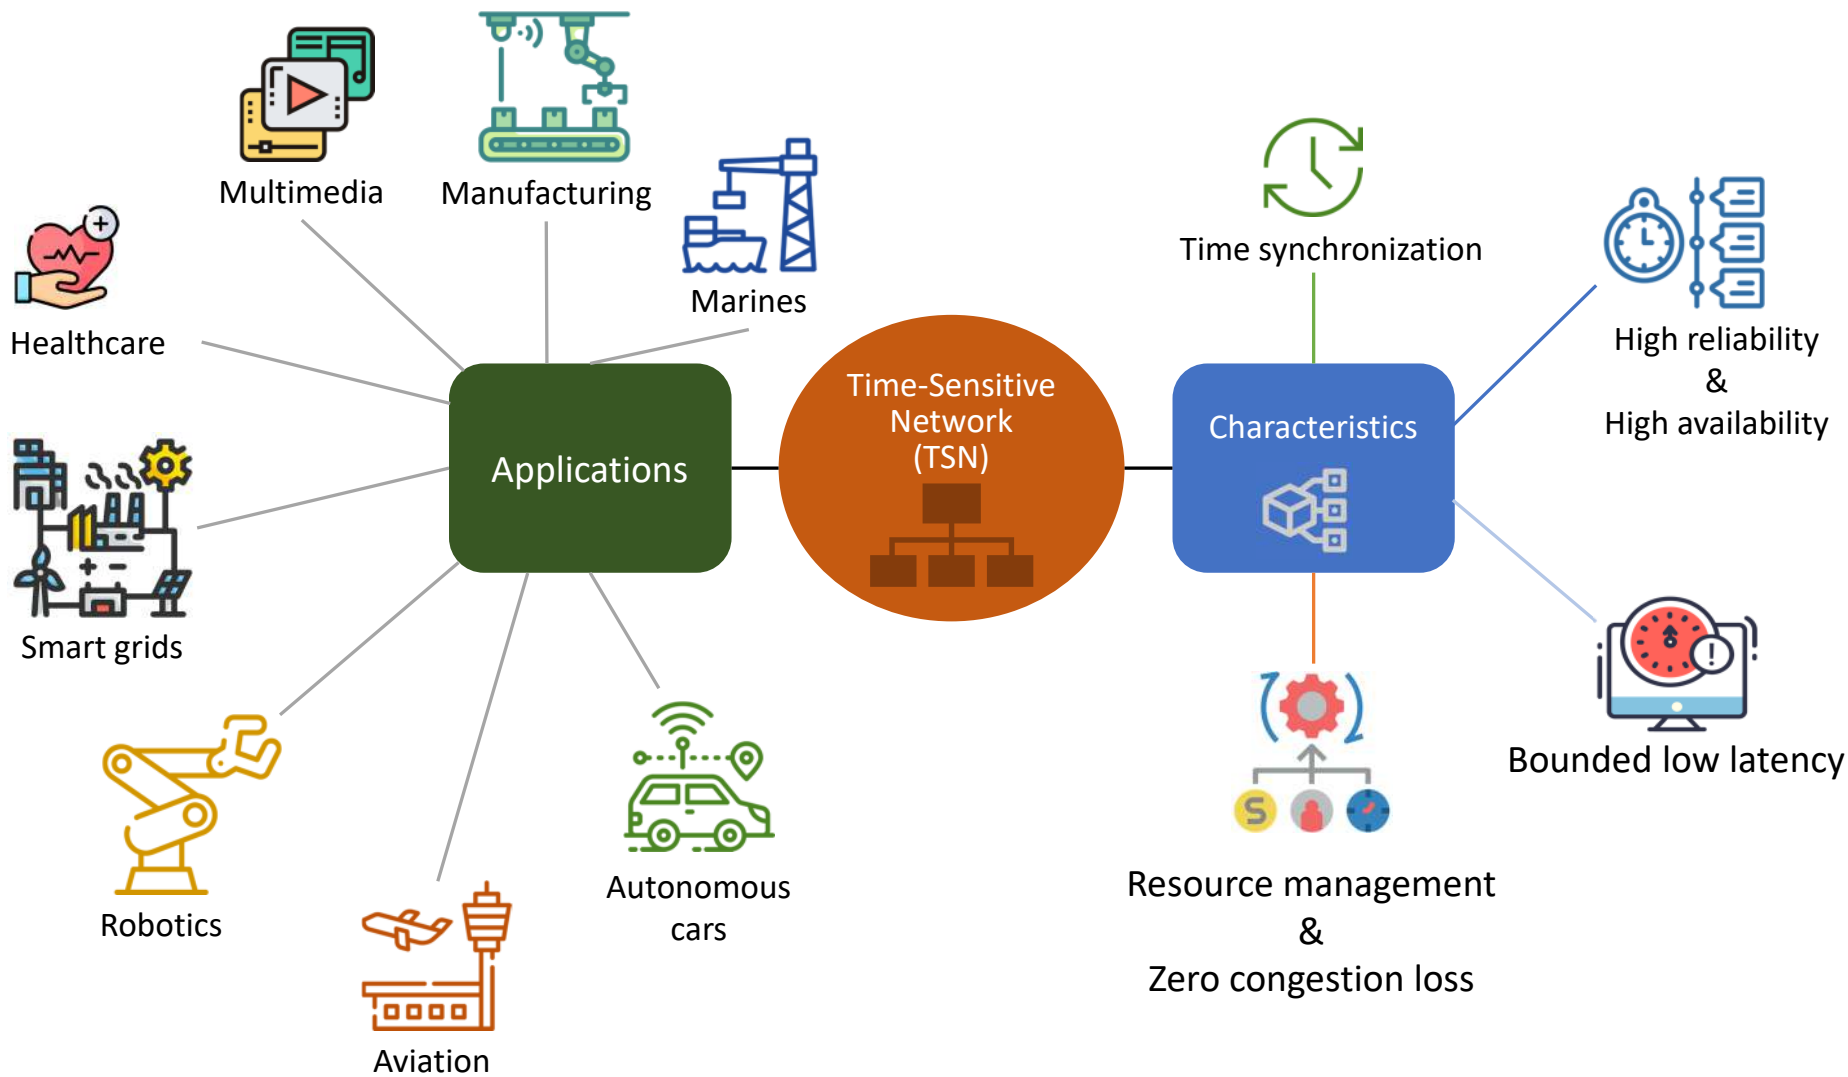 Multimedia
Manufacturing
Marines
Healthcare
Smart grids
Robotics
Aviation
Autonomous
cars
Applications
Time-Sensitive
Network
(TSN)
Characteristics
Time synchronization
High reliability
&
High availability
Bounded low latency
Resource management
&
Zero congestion loss